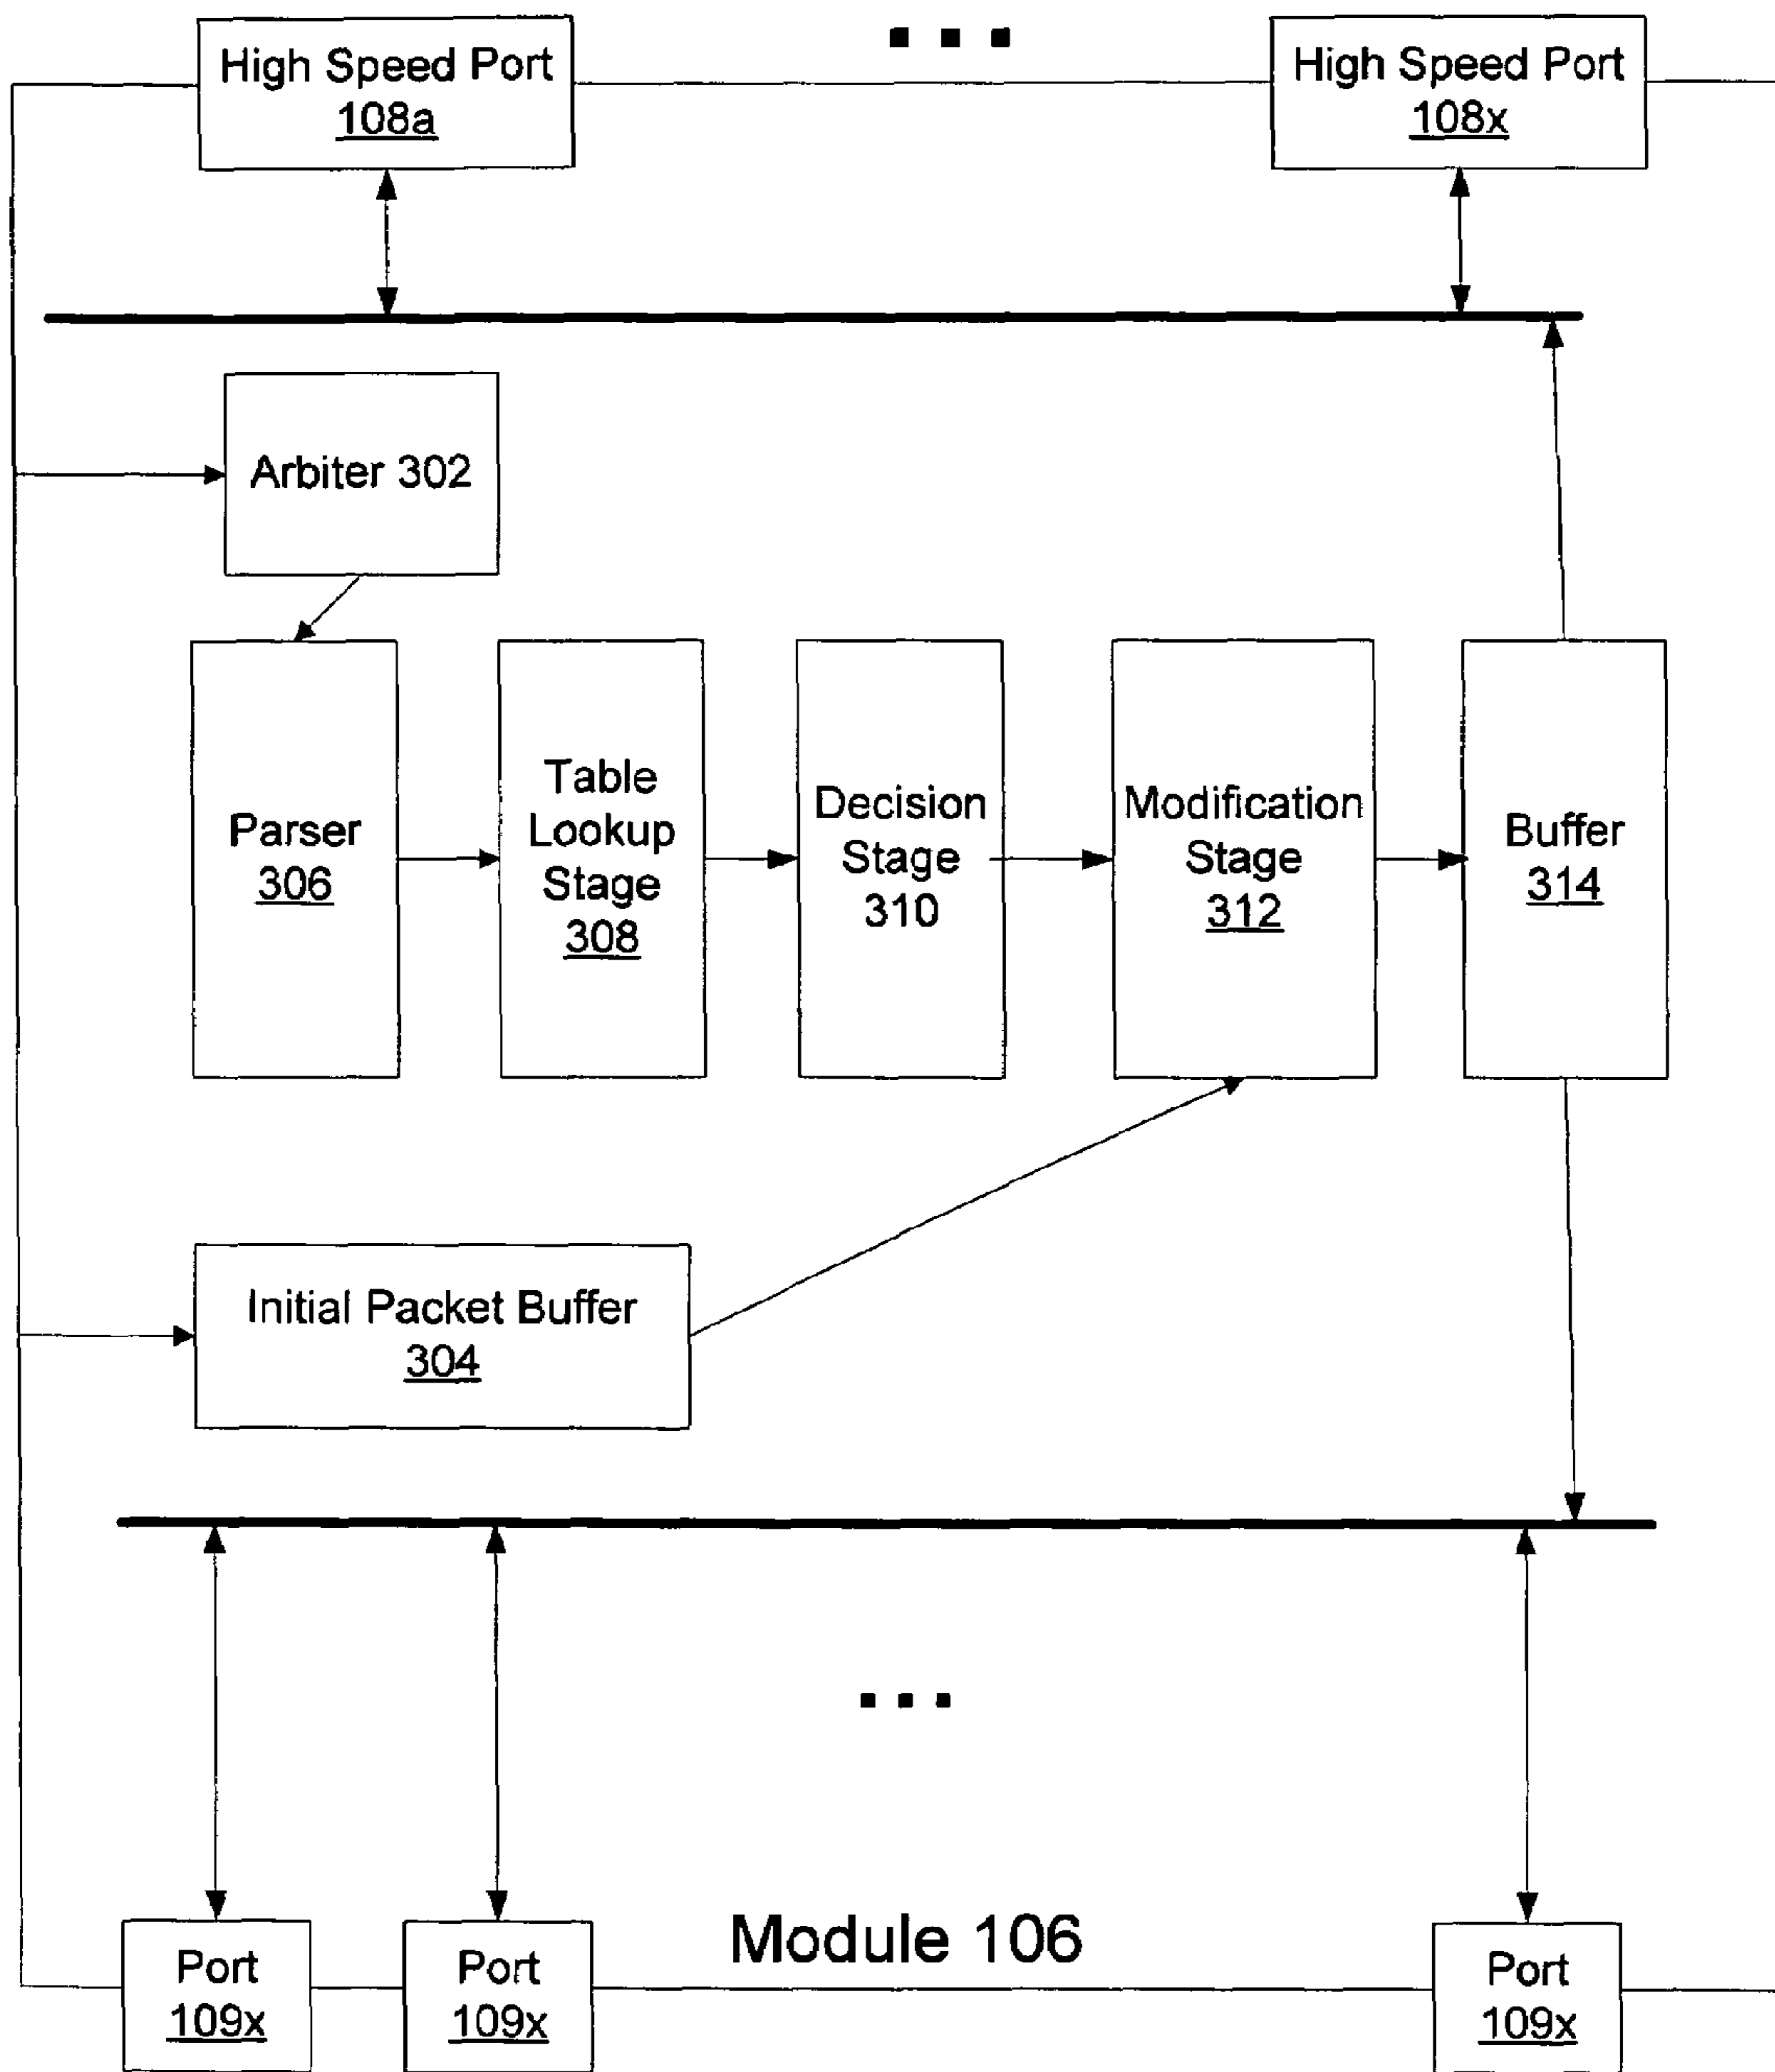 High Speed Port
108a
High Speed Port
108x
Arbiter 302
Parser
306
Table
Lookup
Stage
308
Decision
Stage
310
Modification
Stage
312
Buffer
314
Initial Packet Buffer
304
Module 106
Port
109x
Port
109x
Port
109x